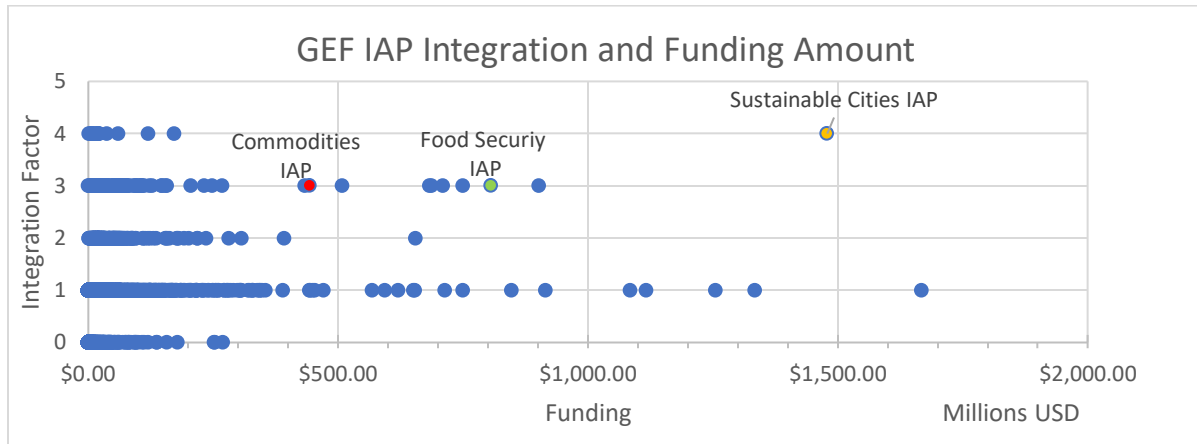 GEF IAP Integration and Funding Amount
5
4
3
2
1
0
Integration Factor
Sustainable Cities IAP
Commodities
IAP
Food Securiy
IAP
$0.00 $500.00 $1,000.00 $1,500.00 $2,000.00
Funding Millions USD